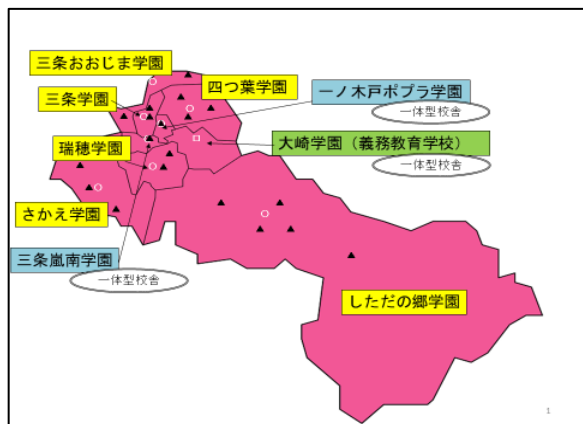 三条おおじま学園
四つ葉学園
一ノ木戸ポプラ学園
三条学園
一体型校舎
大崎学園（義務教育学校）
瑞穂学園
一体型校舎
さかえ学園
三条嵐南学園
一体型校舎
しただの郷学園
1